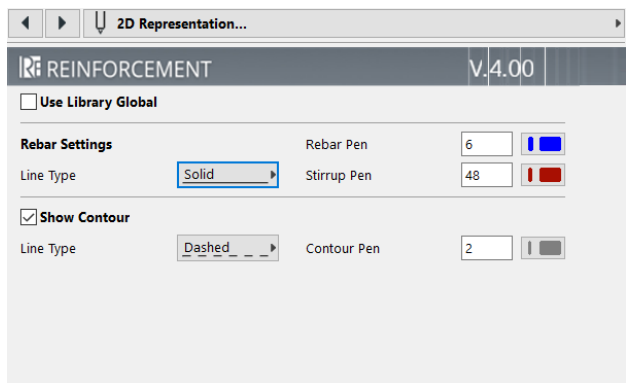 2D Representation...
REINFORCEMENT V.4.00
Use Library Global
Rebar Settings Rebar Pen 6
Line Type Solid Stirrup Pen 48
Show Contour
Line Type Dashed Contour Pen 2